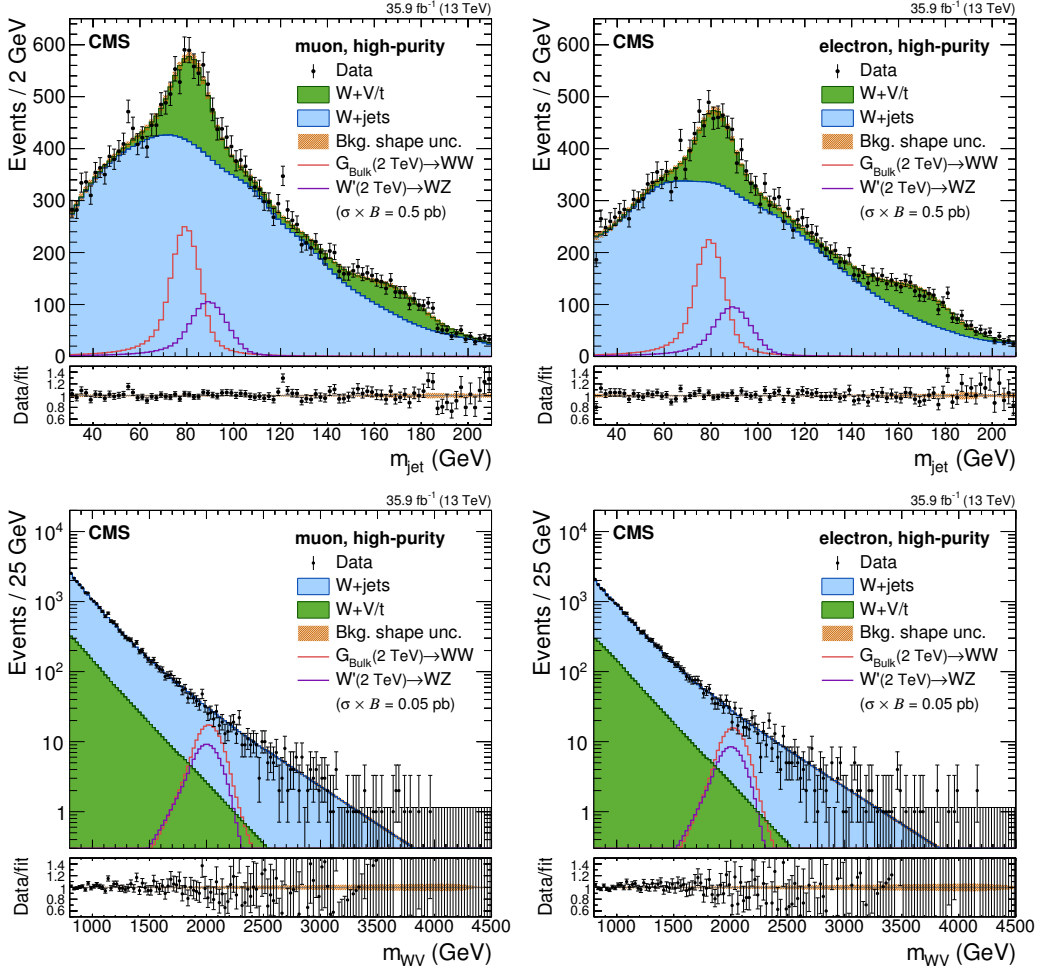 35.9 fb⁻¹ (13 TeV)
CMS
muon, high-purity
Data
W+V/t
W+jets
Bkg. shape unc.
G_Bulk(2 TeV)→WW
W'(2 TeV)→WZ
(σ × B = 0.5 pb)
Events / 2 GeV
600
500
400
300
200
100
0
Data/fit
1.4
1.2
1
0.8
40 60 80 100 120 140 160 180 200
m_jet (GeV)
35.9 fb⁻¹ (13 TeV)
CMS
electron, high-purity
Data
W+V/t
W+jets
Bkg. shape unc.
G_Bulk(2 TeV)→WW
W'(2 TeV)→WZ
(σ × B = 0.5 pb)
Events / 2 GeV
600
500
400
300
200
100
0
Data/fit
1.4
1.2
1
0.8
40 60 80 100 120 140 160 180 200
m_jet (GeV)
35.9 fb⁻¹ (13 TeV)
CMS
muon, high-purity
Data
W+jets
W+V/t
Bkg. shape unc.
G_Bulk(2 TeV)→WW
W'(2 TeV)→WZ
(σ × B = 0.05 pb)
Events / 25 GeV
10⁴
10³
10²
10
1
Data/fit
1.4
1.2
1
0.8
0.6
1000 1500 2000 2500 3000 3500 4000 4500
m_WV (GeV)
35.9 fb⁻¹ (13 TeV)
CMS
electron, high-purity
Data
W+jets
W+V/t
Bkg. shape unc.
G_Bulk(2 TeV)→WW
W'(2 TeV)→WZ
(σ × B = 0.05 pb)
Events / 25 GeV
10⁴
10³
10²
10
1
Data/fit
1.4
1.2
1
0.8
0.6
1000 1500 2000 2500 3000 3500 4000 4500
m_WV (GeV)